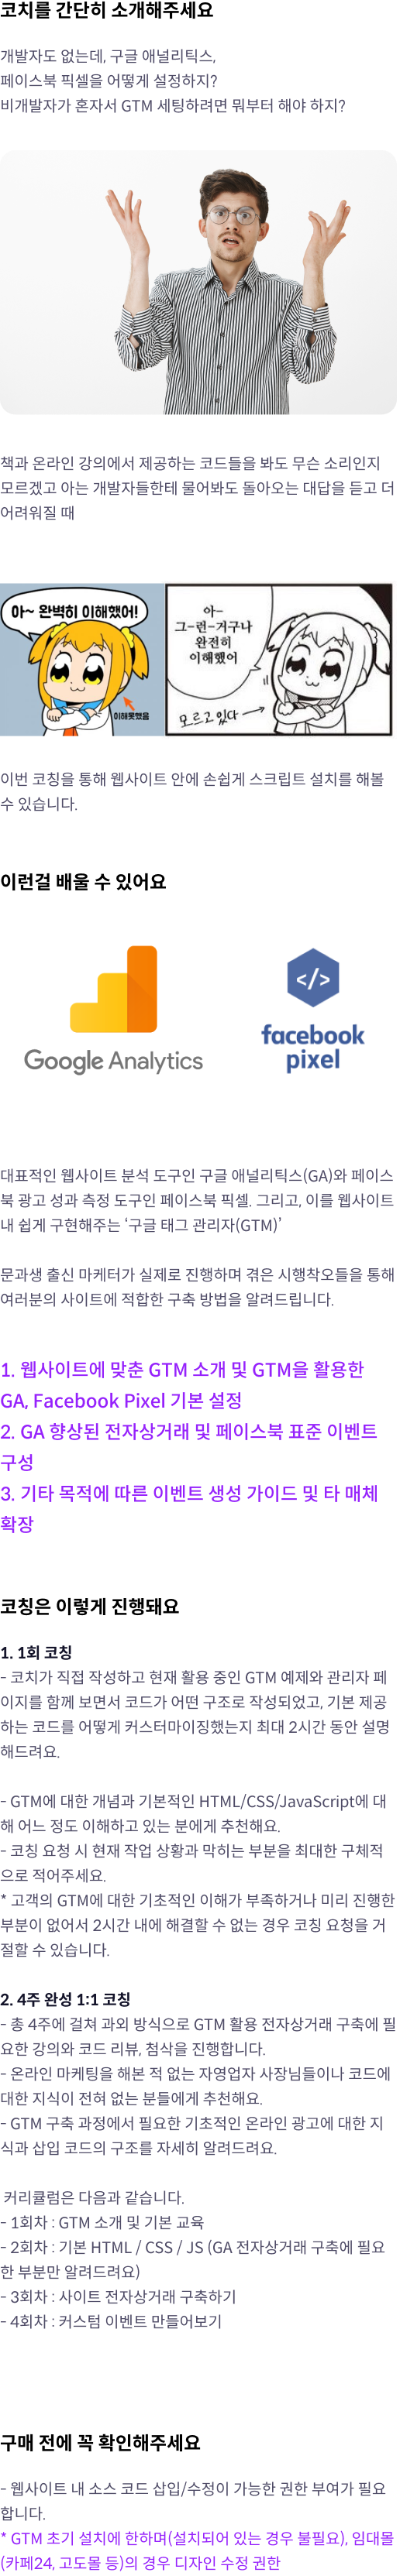 코치를 간단히 소개해주세요
개발자도 없는데, 구글 애널리틱스,
페이스북 픽셀을 어떻게 설정하지?
비개발자가 혼자서 GTM 세팅하려면 뭐부터 해야 하지?
책과 온라인 강의에서 제공하는 코드들을 봐도 무슨 소리인지
모르겠고 아는 개발자들한테 물어봐도 돌아오는 대답을 듣고 더
어려워질 때
아~ 완벽히 이해했어!
이해못했음
아-
그-런-거구나
완전히
이해했어
모르고 있다
이번 코칭을 통해 웹사이트 안에 손쉽게 스크립트 설치를 해볼
수 있습니다.
이런걸 배울 수 있어요
</>
Google Analytics
facebook
pixel
대표적인 웹사이트 분석 도구인 구글 애널리틱스(GA)와 페이스
북 광고 성과 측정 도구인 페이스북 픽셀. 그리고, 이를 웹사이트
내 쉽게 구현해주는 ‘구글 태그 관리자(GTM)’
문과생 출신 마케터가 실제로 진행하며 겪은 시행착오들을 통해
여러분의 사이트에 적합한 구축 방법을 알려드립니다.
1. 웹사이트에 맞춘 GTM 소개 및 GTM을 활용한
GA, Facebook Pixel 기본 설정
2. GA 향상된 전자상거래 및 페이스북 표준 이벤트
구성
3. 기타 목적에 따른 이벤트 생성 가이드 및 타 매체
확장
코칭은 이렇게 진행돼요
1. 1회 코칭
- 코치가 직접 작성하고 현재 활용 중인 GTM 예제와 관리자 페
이지를 함께 보면서 코드가 어떤 구조로 작성되었고, 기본 제공
하는 코드를 어떻게 커스터마이징했는지 최대 2시간 동안 설명
해드려요.
- GTM에 대한 개념과 기본적인 HTML/CSS/JavaScript에 대
해 어느 정도 이해하고 있는 분에게 추천해요.
- 코칭 요청 시 현재 작업 상황과 막히는 부분을 최대한 구체적
으로 적어주세요.
* 고객의 GTM에 대한 기초적인 이해가 부족하거나 미리 진행한
부분이 없어서 2시간 내에 해결할 수 없는 경우 코칭 요청을 거
절할 수 있습니다.
2. 4주 완성 1:1 코칭
- 총 4주에 걸쳐 과외 방식으로 GTM 활용 전자상거래 구축에 필
요한 강의와 코드 리뷰, 첨삭을 진행합니다.
- 온라인 마케팅을 해본 적 없는 자영업자 사장님들이나 코드에
대한 지식이 전혀 없는 분들에게 추천해요.
- GTM 구축 과정에서 필요한 기초적인 온라인 광고에 대한 지
식과 삽입 코드의 구조를 자세히 알려드려요.
커리큘럼은 다음과 같습니다.
- 1회차 : GTM 소개 및 기본 교육
- 2회차 : 기본 HTML / CSS / JS (GA 전자상거래 구축에 필요
한 부분만 알려드려요)
- 3회차 : 사이트 전자상거래 구축하기
- 4회차 : 커스텀 이벤트 만들어보기
구매 전에 꼭 확인해주세요
- 웹사이트 내 소스 코드 삽입/수정이 가능한 권한 부여가 필요
합니다.
* GTM 초기 설치에 한하며(설치되어 있는 경우 불필요), 임대몰
(카페24, 고도몰 등)의 경우 디자인 수정 권한